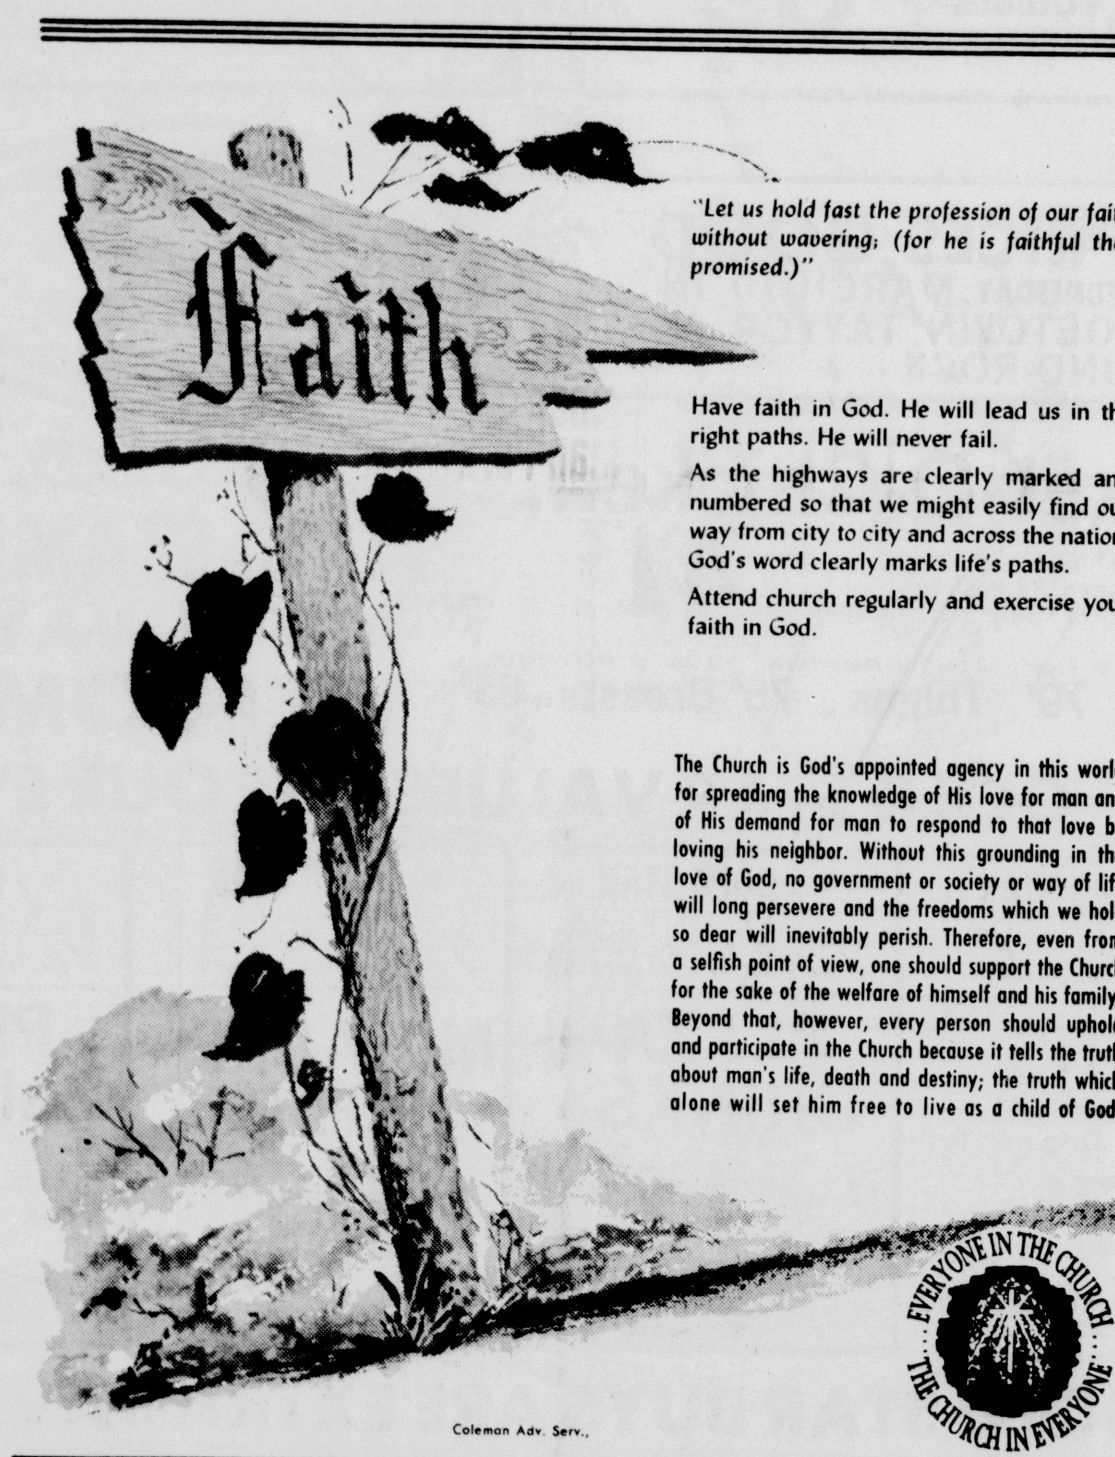 Faith
"Let us hold fast the profession of our fai
without wavering; (for he is faithful th
promised.)"
Have faith in God. He will lead us in th
right paths. He will never fail.
As the highways are clearly marked an
numbered so that we might easily find ou
way from city to city and across the nation
God's word clearly marks life's paths.
Attend church regularly and exercise you
faith in God.
The Church is God's appointed agency in this worl
for spreading the knowledge of His love for man an
of His demand for man to respond to that love b
loving his neighbor. Without this grounding in th
love of God, no government or society or way of lif
will long persevere and the freedoms which we hol
so dear will inevitably perish. Therefore, even from
a selfish point of view, one should support the Church
for the sake of the welfare of himself and his family
Beyond that, however, every person should uphold
and participate in the Church because it tells the truth
about man's life, death and destiny; the truth which
alone will set him free to live as a child of God
EVERYONE IN THE CHURCH
THE CHURCH IN EVERYONE
Coleman Adv. Serv.,